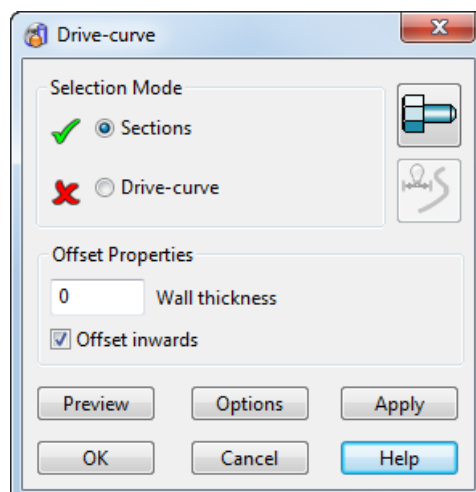 Drive-curve
Selection Mode
Sections
Drive-curve
Offset Properties
0 Wall thickness
Offset inwards
Preview Options Apply
OK Cancel Help